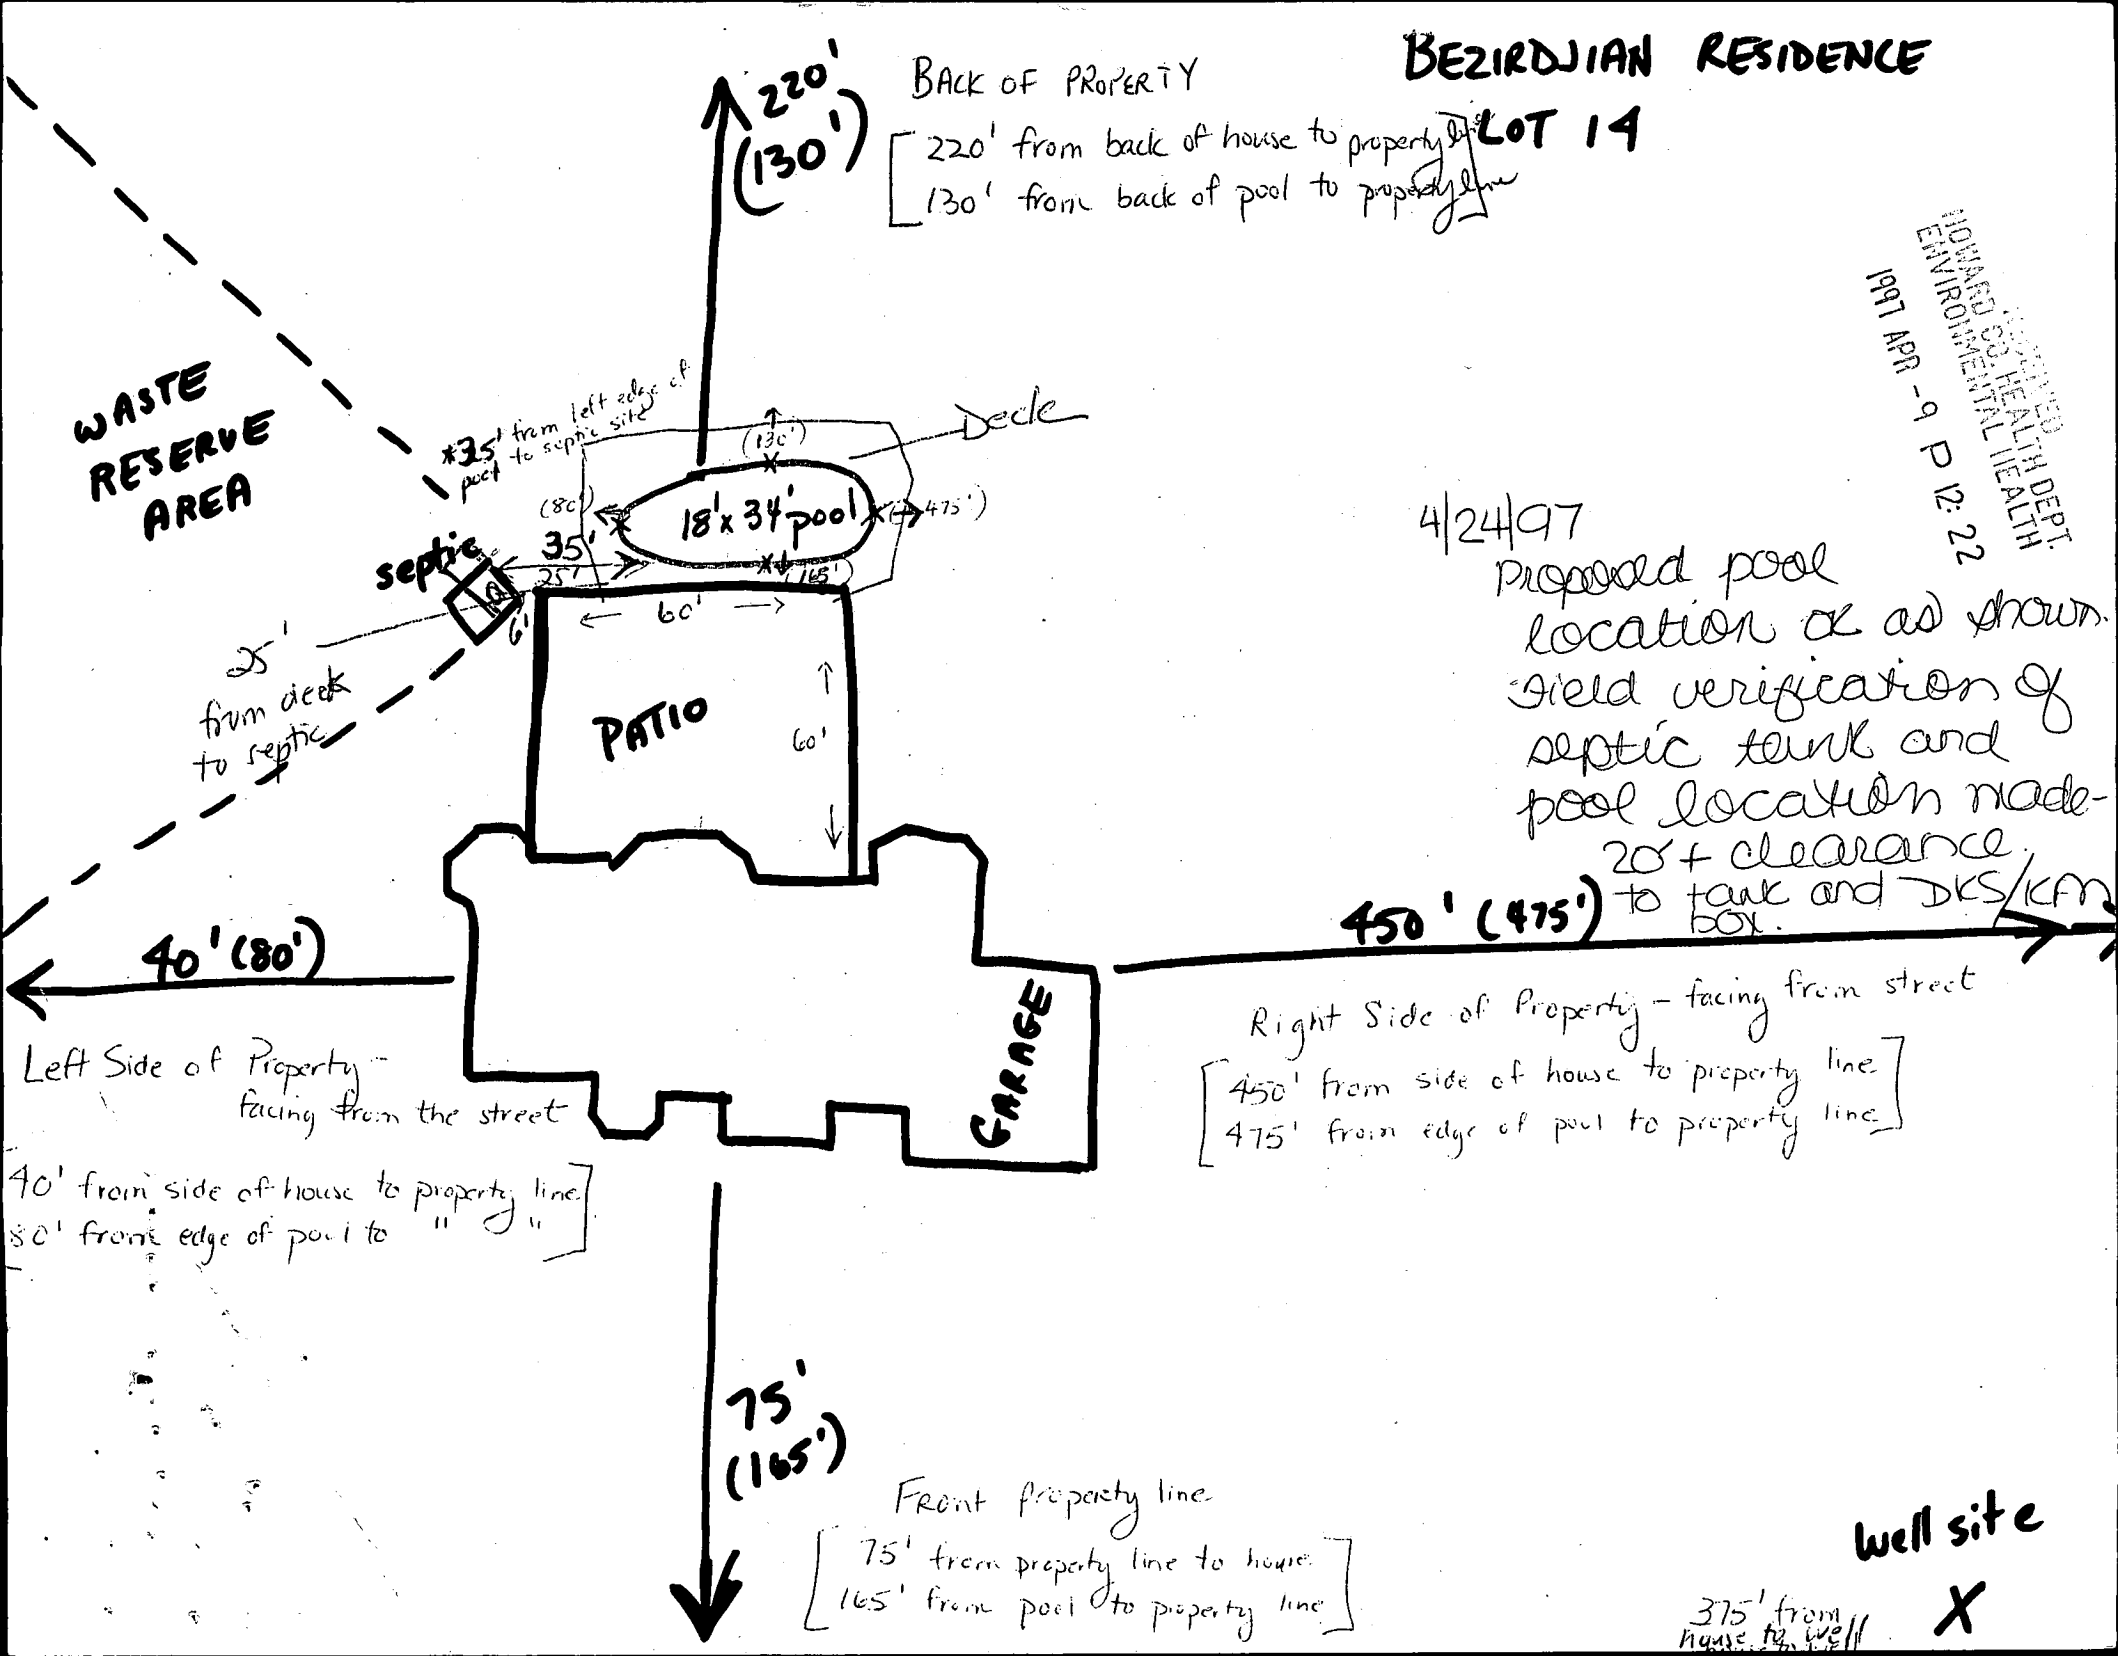 BEZIRDJIAN RESIDENCE
LOT 14
220'
(130')
BACK OF PROPERTY
220' from back of house to property line
130' from back of pool to property line
HOWARD CO. HEALTH DEPT.
ENVIRONMENTAL HEALTH
1997 APR -9 P 12: 22
WASTE
RESERVE
AREA
*35' from left edge of
pool to septic site
Deck
(130')
(80')
18' x 34' pool
(475')
35'
25'
(165')
septic
6'
60'
25'
from deck
to septic
PATIO
60'
4/24/97
Proposed pool
location ok as shown.
Field verification of
septic tank and
pool location made-
20'+ clearance
to tank and DKS/KFM
box.
40' (80')
450' (475')
GARAGE
Left Side of Property -
facing from the street
40' from side of house to property line
80' from edge of pool to " "
Right Side of Property - facing from street
450' from side of house to property line
475' from edge of pool to property line
75'
(165')
Front property line
75' from property line to house
165' from pool to property line
well site
X
375' from
house to well